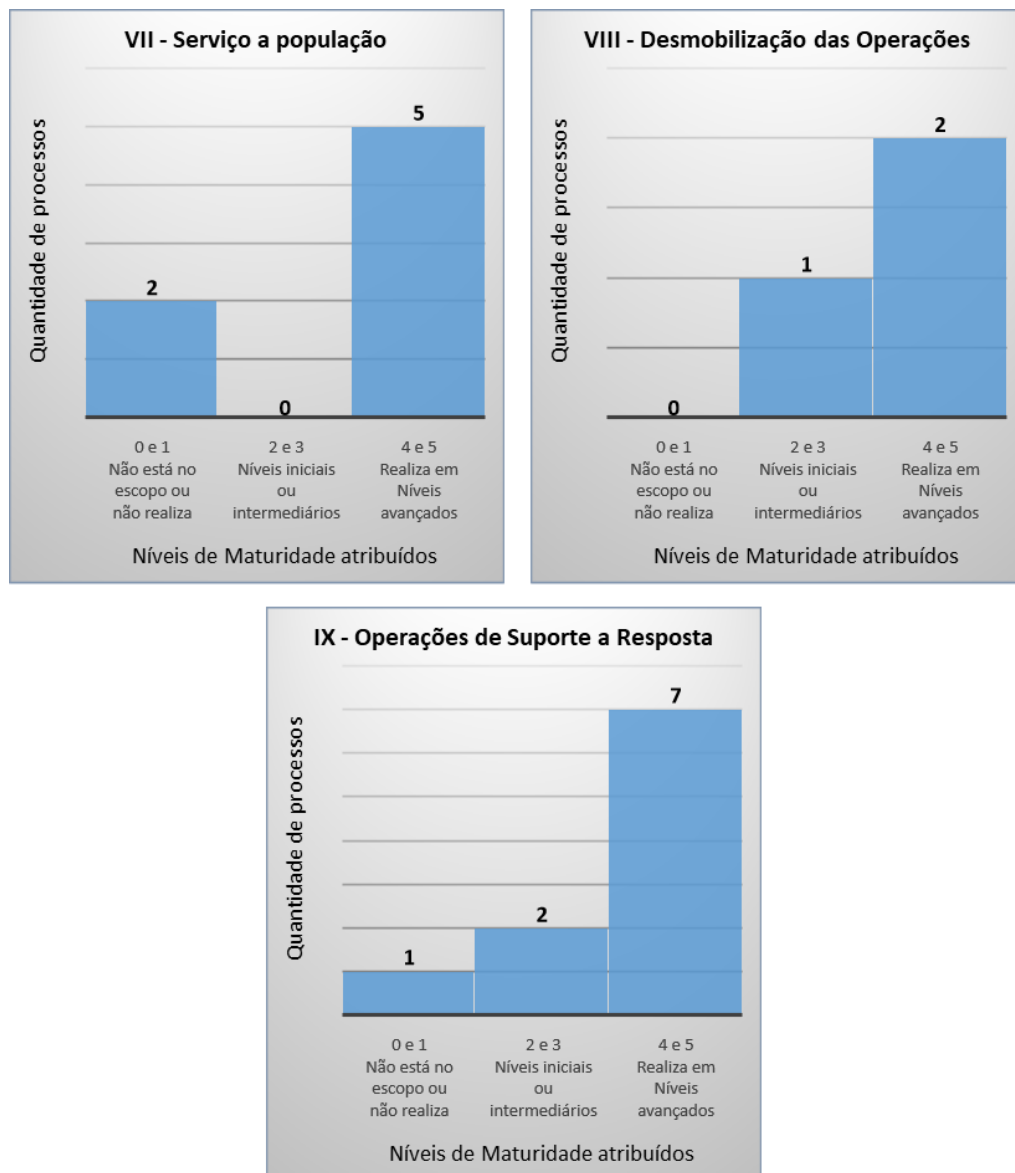 VII - Serviço a população
Quantidade de processos
2
0
5
0 e 1
Não está no
escopo ou
não realiza
2 e 3
Níveis iniciais
ou
intermediários
4 e 5
Realiza em
Níveis
avançados
Níveis de Maturidade atribuídos
VIII - Desmobilização das Operações
Quantidade de processos
0
1
2
0 e 1
Não está no
escopo ou
não realiza
2 e 3
Níveis iniciais
ou
intermediários
4 e 5
Realiza em
Níveis
avançados
Níveis de Maturidade atribuídos
IX - Operações de Suporte a Resposta
Quantidade de processos
1
2
7
0 e 1
Não está no
escopo ou
não realiza
2 e 3
Níveis iniciais
ou
intermediários
4 e 5
Realiza em
Níveis
avançados
Níveis de Maturidade atribuídos